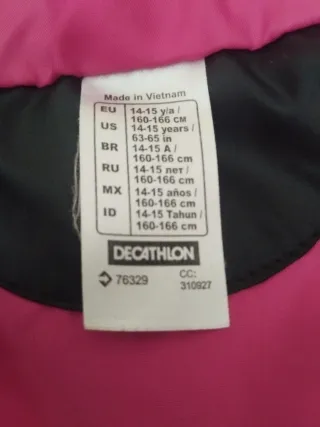 Made in Vietnam
EU 14-15 y/a /
160-166 см
US 14-15 years /
63-65 in
BR 14-15 A /
160-166 cm
RU 14-15 лет /
160-166 cm
MX 14-15 años /
160-166 cm
ID 14-15 Tahun /
160-166 cm
DECATHLON
76329 CC:
310927